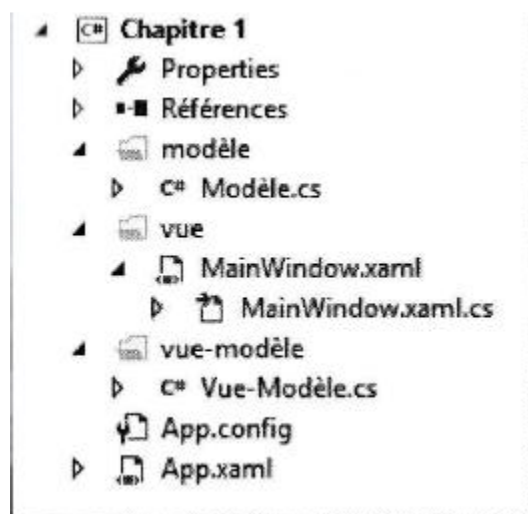 C# Chapitre 1
Properties
Références
modèle
C# Modèle.cs
vue
MainWindow.xaml
MainWindow.xaml.cs
vue-modèle
C# Vue-Modèle.cs
App.config
App.xaml